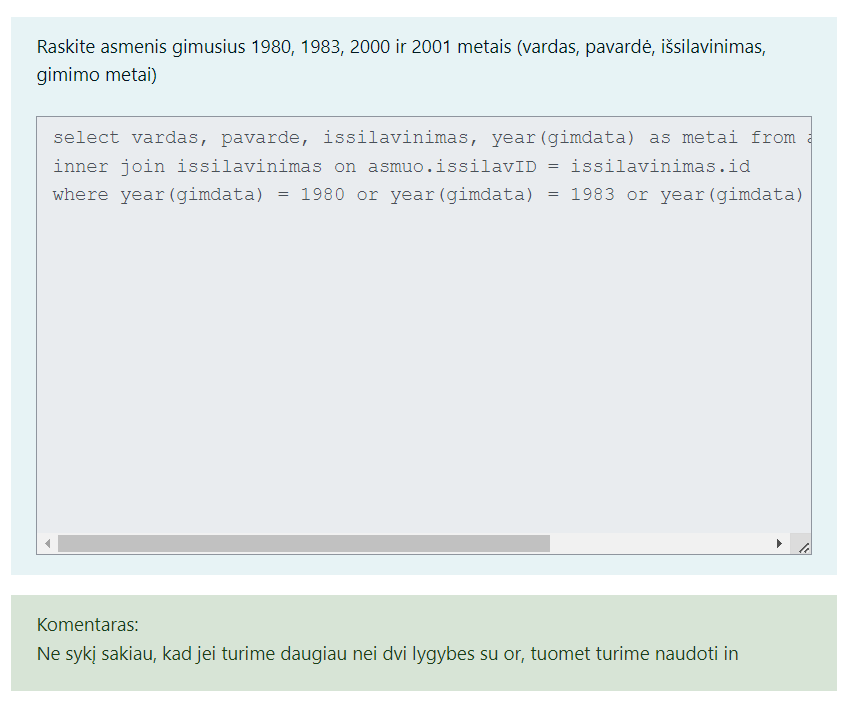 Raskite asmenis gimusius 1980, 1983, 2000 ir 2001 metais (vardas, pavardė, išsilavinimas,
gimimo metai)
select vardas, pavarde, issilavinimas, year(gimdata) as metai from
inner join issilavinimas on asmuo.issilavID = issilavinimas.id
where year(gimdata) = 1980 or year(gimdata) = 1983 or year(gimdata)
Komentaras:
Ne sykį sakiau, kad jei turime daugiau nei dvi lygybes su or, tuomet turime naudoti in